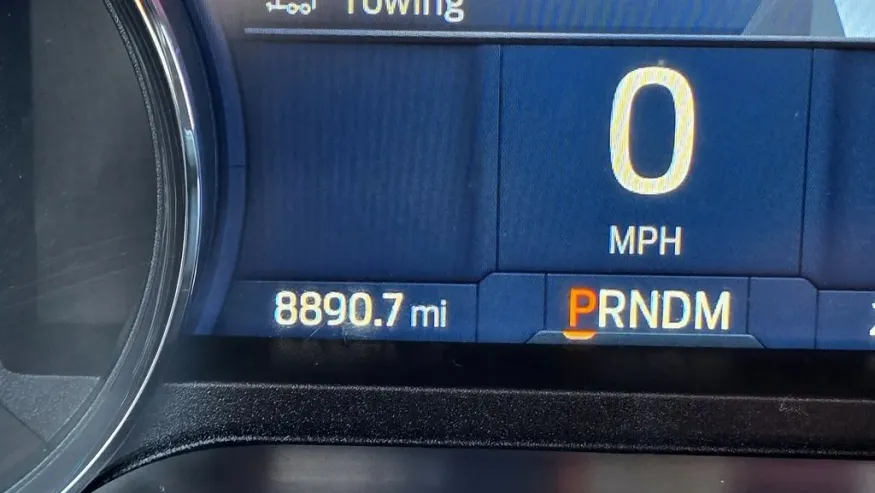 Towing
0
MPH
8890.7 mi
PRNDM